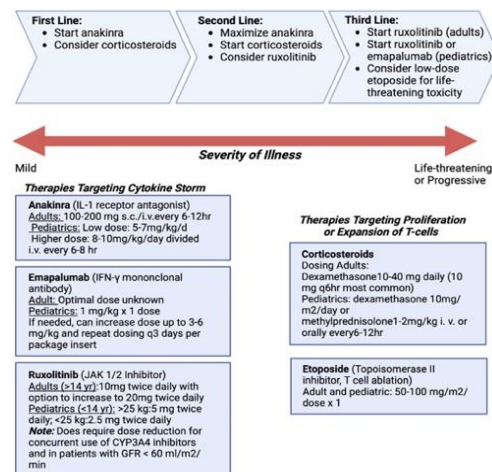 First Line:
• Start anakinra
• Consider corticosteroids
Second Line:
• Maximize anakinra
• Start corticosteroids
• Consider ruxolitinib
Third Line:
• Start ruxolitinib (adults)
• Start ruxolitinib or
emapalumab (pediatrics)
• Consider low-dose
etoposide for life-
threatening toxicity
Severity of Illness
Mild
Life-threatening
or Progressive
Therapies Targeting Cytokine Storm
Anakinra (IL-1 receptor antagonist)
Adults: 100-200 mg s.c./i.v.every 6-12hr
Pediatrics: Low dose: 5-7mg/kg/d
Higher dose: 8-10mg/kg/day divided
i.v. every 6-8 hr
Emapalumab (IFN-γ mononclonal
antibody)
Adult: Optimal dose unknown
Pediatrics: 1 mg/kg x 1 dose
If needed, can increase dose up to 3-6
mg/kg and repeat dosing q3 days per
package insert
Ruxolitinib (JAK 1/2 Inhibitor)
Adults (>14 yr):10mg twice daily with
option to increase to 20mg twice daily
Pediatrics (<14 yr): >25 kg:5 mg twice
daily; <25 kg:2.5 mg twice daily
Note: Does require dose reduction for
concurrent use of CYP3A4 inhibitors
and in patients with GFR < 60 ml/m2/
min
Therapies Targeting Proliferation
or Expansion of T-cells
Corticosteroids
Dosing Adults:
Dexamethasone10-40 mg daily (10
mg q6hr most common)
Pediatrics: dexamethasone 10mg/
m2/day or
methylprednisolone1-2mg/kg i. v. or
orally every6-12hr
Etoposide (Topoisomerase II
inhibitor, T cell ablation)
Adult and pediatric: 50-100 mg/m2/
dose x 1